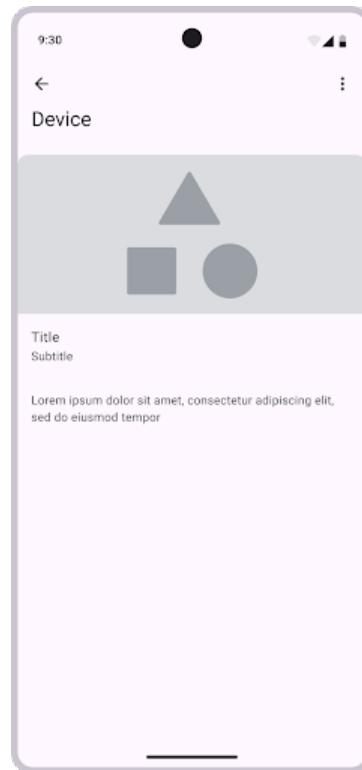 9:30
Device
Title
Subtitle
Lorem ipsum dolor sit amet, consectetur adipiscing elit,
sed do eiusmod tempor